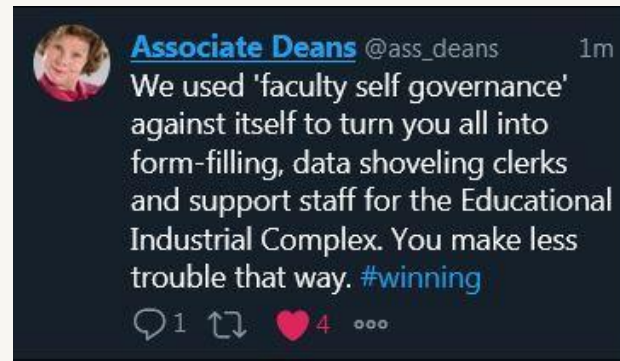 Associate Deans @ass_deans 1m
We used 'faculty self governance'
against itself to turn you all into
form-filling, data shoveling clerks
and support staff for the Educational
Industrial Complex. You make less
trouble that way. #winning
1 4